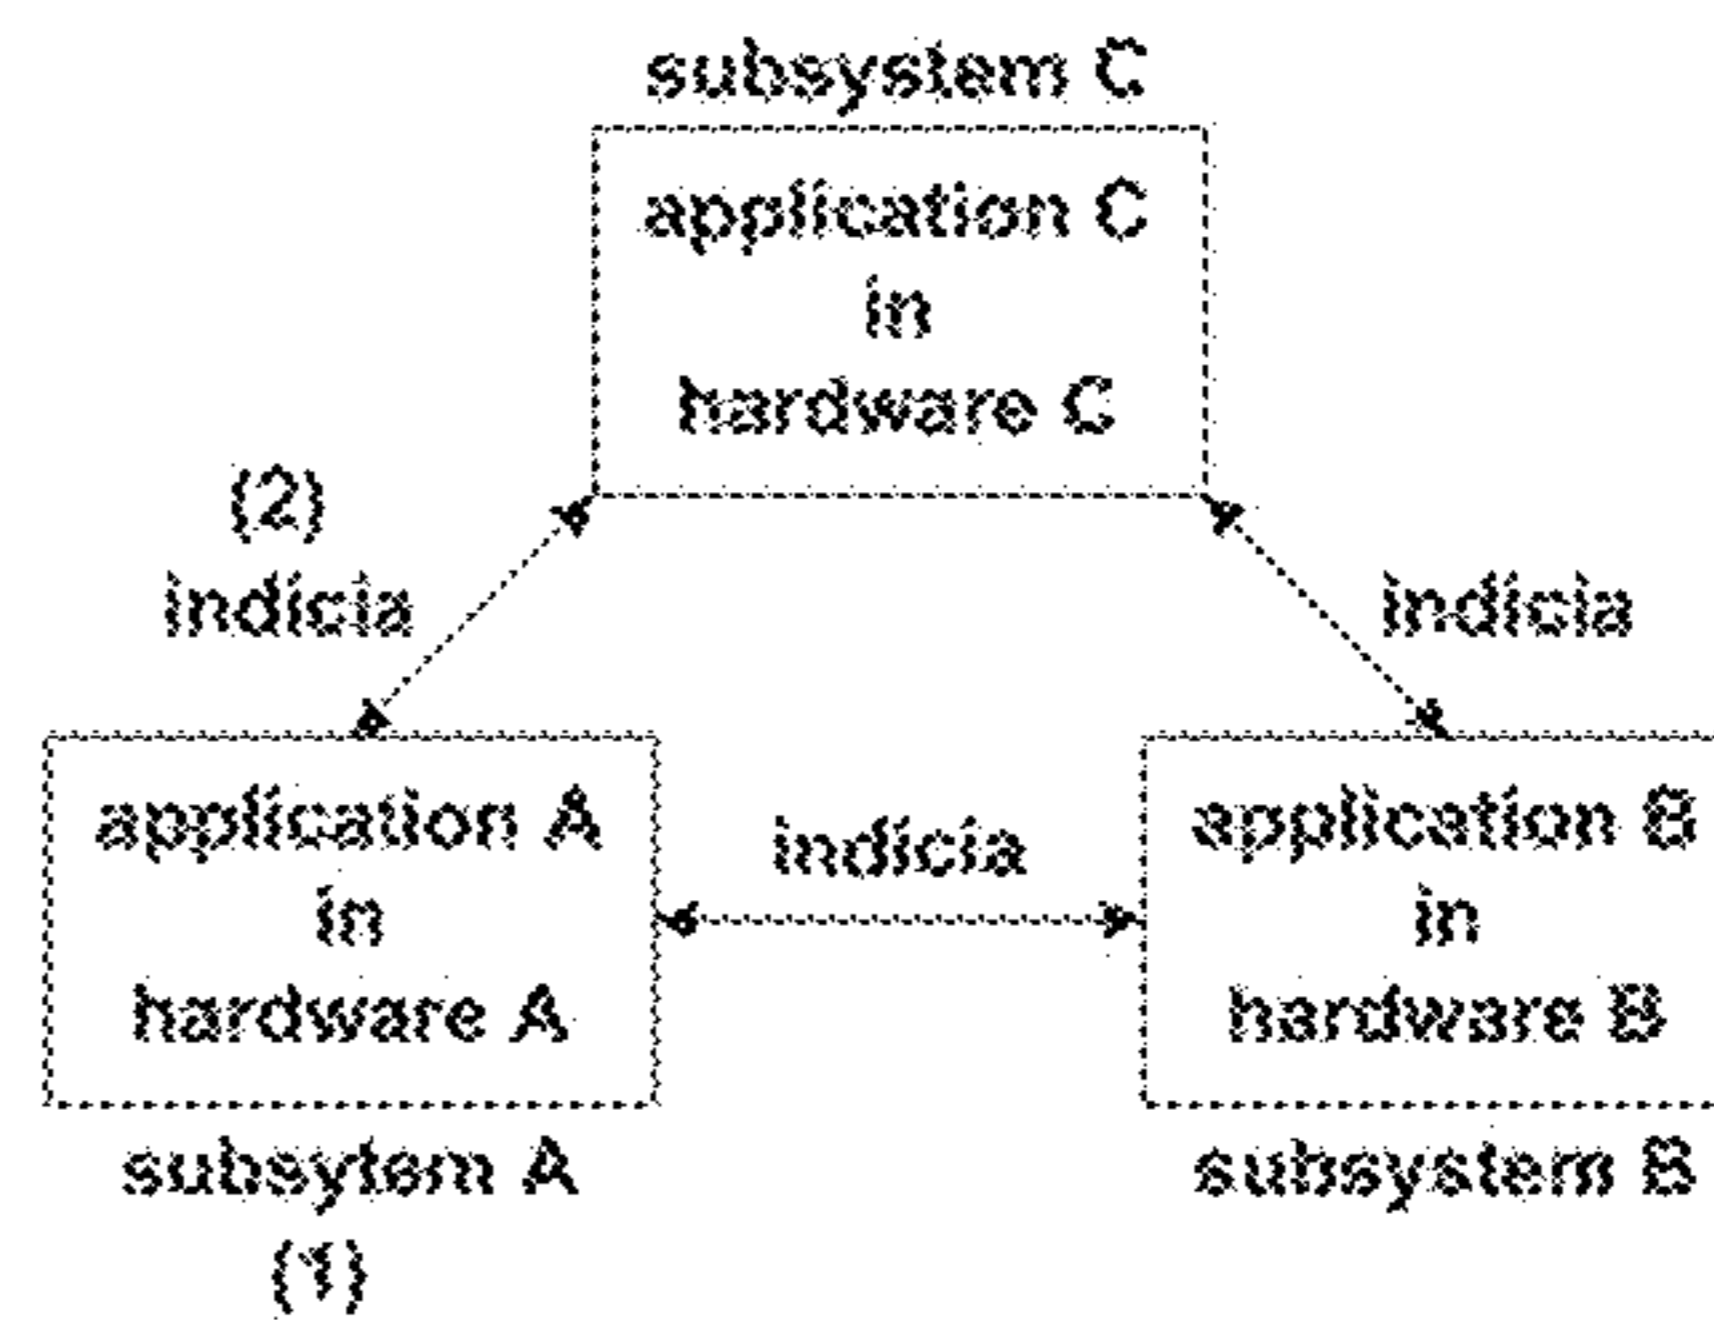 subsystem C
application C
in
hardware C
(2)
indicia
indicia
application A
in
hardware A
indicia
application B
in
hardware B
subsytem A
(1)
subsystem B